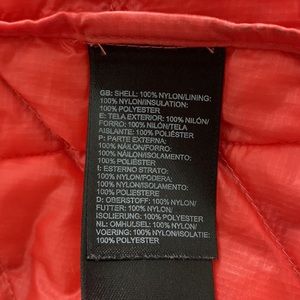 GB: SHELL: 100% NYLON/LINING:
100% NYLON/INSULATION:
100% POLYESTER
E: TELA EXTERIOR: 100% NILÓN/
FORRO: 100% NILÓN/TELA
AISLANTE: 100% POLIÉSTER
P: PARTE EXTERNA:
100% NÁILON/FORRO:
100% NÁILON/ISOLAMENTO:
100% POLIÉSTER
I: ESTERNO STRATO:
100% NYLON/FODERA:
100% NYLON/ISOLAMENTO:
100% POLIESTERE
D: OBERSTOFF: 100% NYLON/
FUTTER: 100% NYLON/
ISOLIERUNG: 100% POLYESTER
NL: OMHULSEL: 100% NYLON/
VOERING: 100% NYLON/ISOLATIE:
100% POLYESTER